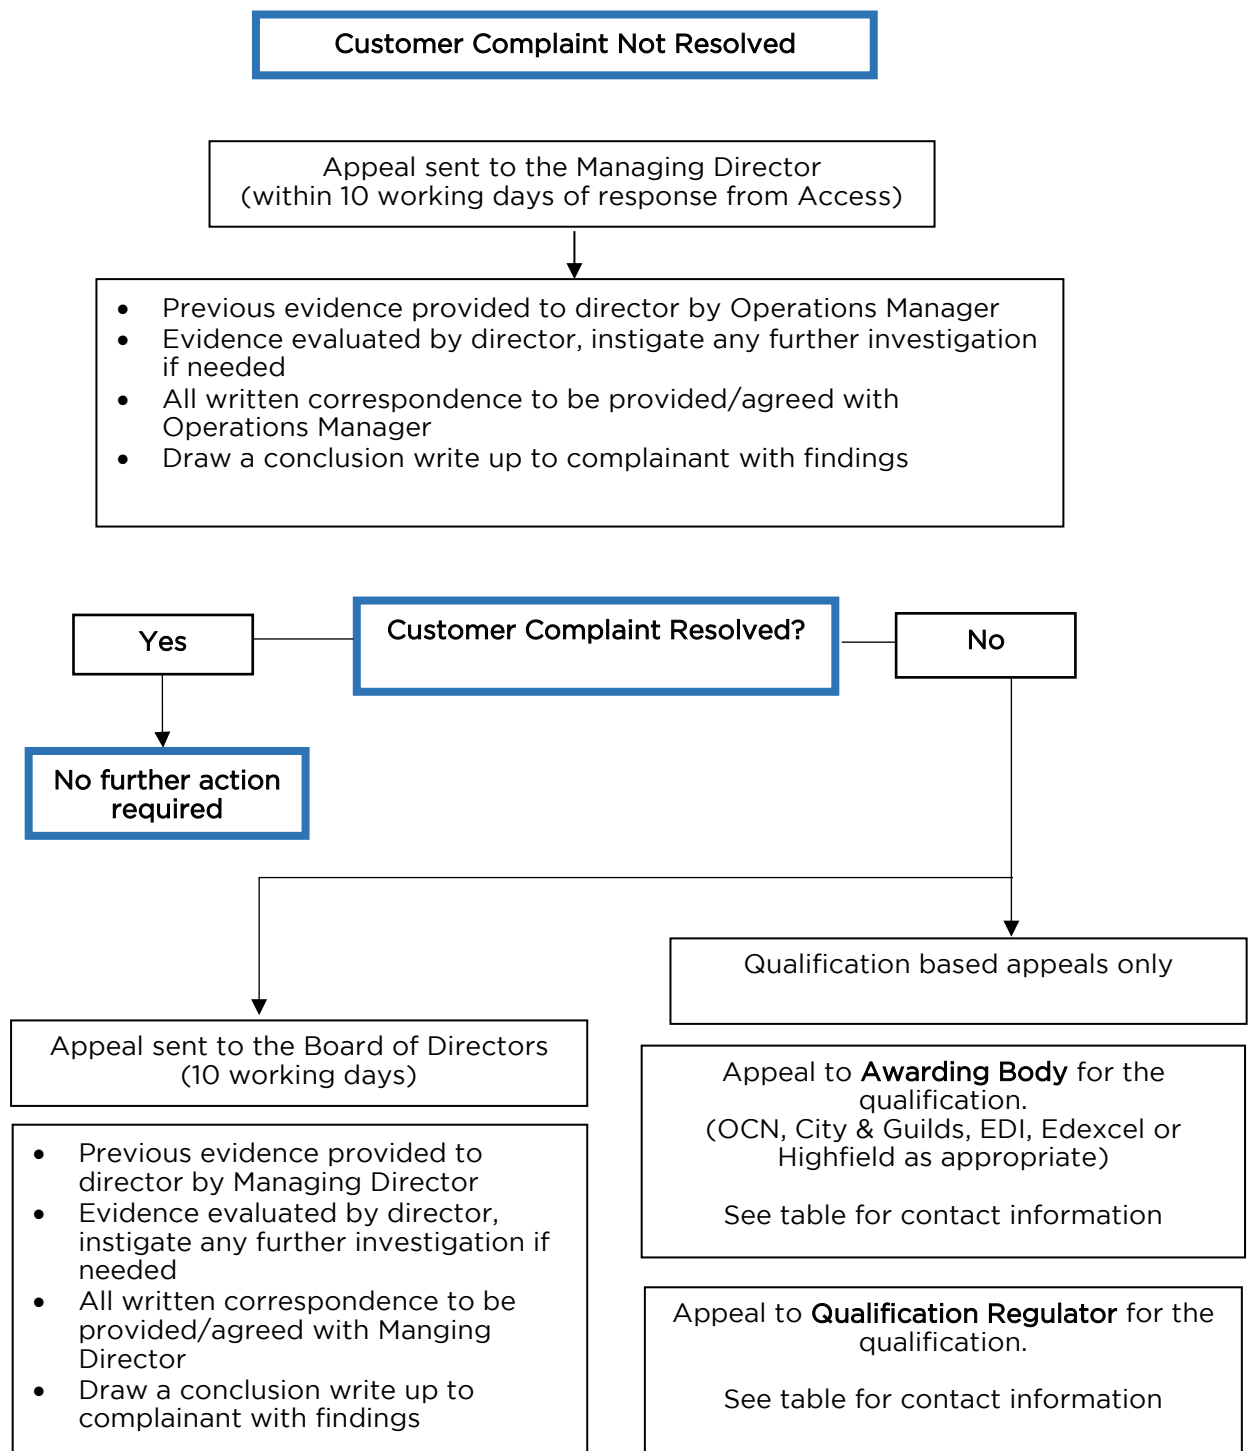 Customer Complaint Not Resolved
Appeal sent to the Managing Director
(within 10 working days of response from Access)
• Previous evidence provided to director by Operations Manager
• Evidence evaluated by director, instigate any further investigation
if needed
• All written correspondence to be provided/agreed with
Operations Manager
• Draw a conclusion write up to complainant with findings
Customer Complaint Resolved?
Yes
No
No further action
required
Qualification based appeals only
Appeal sent to the Board of Directors
(10 working days)
• Previous evidence provided to
director by Managing Director
• Evidence evaluated by director,
instigate any further investigation if
needed
• All written correspondence to be
provided/agreed with Manging
Director
• Draw a conclusion write up to
complainant with findings
Appeal to Awarding Body for the
qualification.
(OCN, City & Guilds, EDI, Edexcel or
Highfield as appropriate)
See table for contact information
Appeal to Qualification Regulator for the
qualification.
See table for contact information